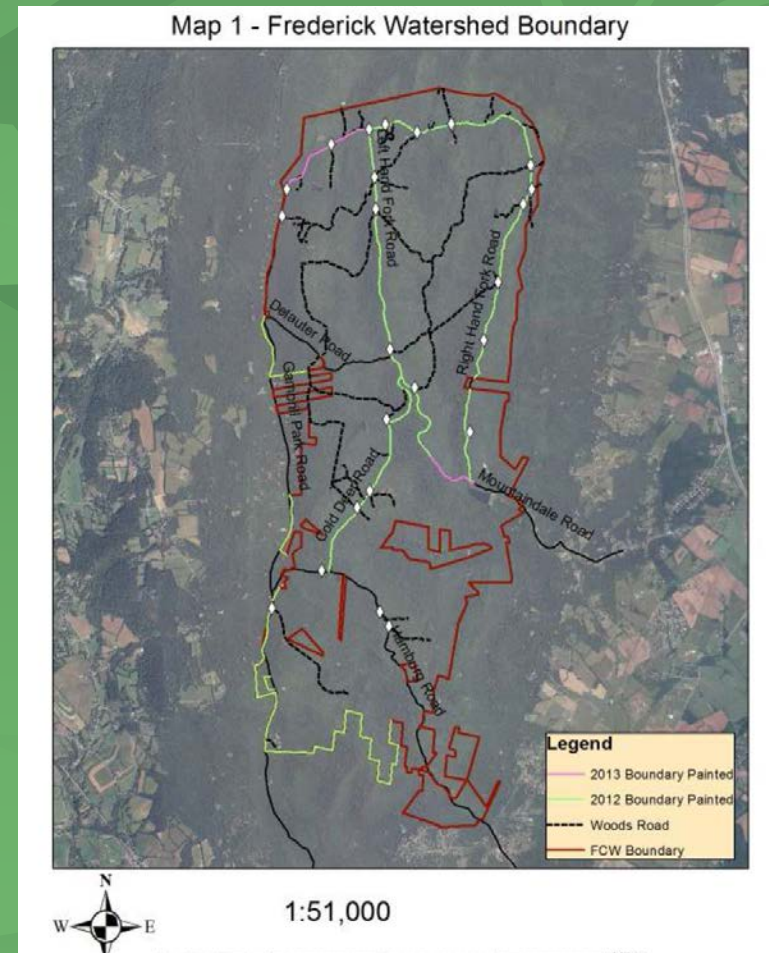 Map 1 - Frederick Watershed Boundary
Left Hand Fork Road
Right Hand Fork Road
Delauter Road
Gambrill Park Road
Cold Deer Road
Mountaindale Road
Hamburg Road
Legend
2013 Boundary Painted
2012 Boundary Painted
Woods Road
FCW Boundary
N
W
E
1:51,000